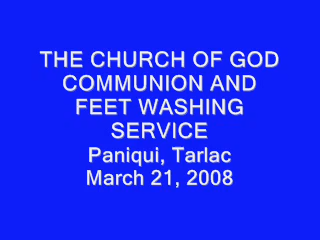 THE CHURCH OF GOD
COMMUNION AND
FEET WASHING
SERVICE
Paniqui, Tarlac
March 21, 2008